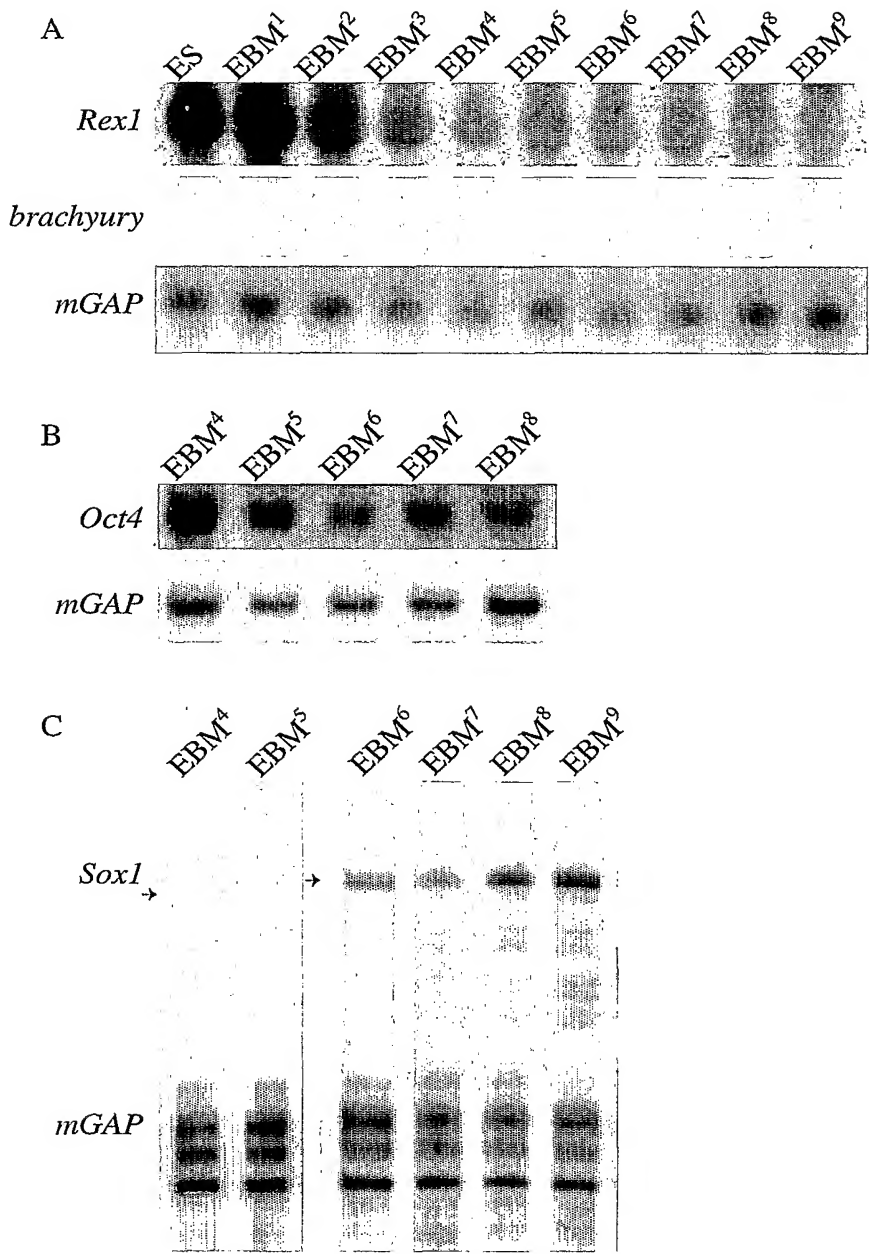 A
ES EBM¹ EBM² EBM³ EBM⁴ EBM⁵ EBM⁶ EBM⁷ EBM⁸ EBM⁹
Rex1
brachyury
mGAP
B
EBM⁴ EBM⁵ EBM⁶ EBM⁷ EBM⁸
Oct4
mGAP
C
EBM⁴ EBM⁵ EBM⁶ EBM⁷ EBM⁸ EBM⁹
Sox1
mGAP